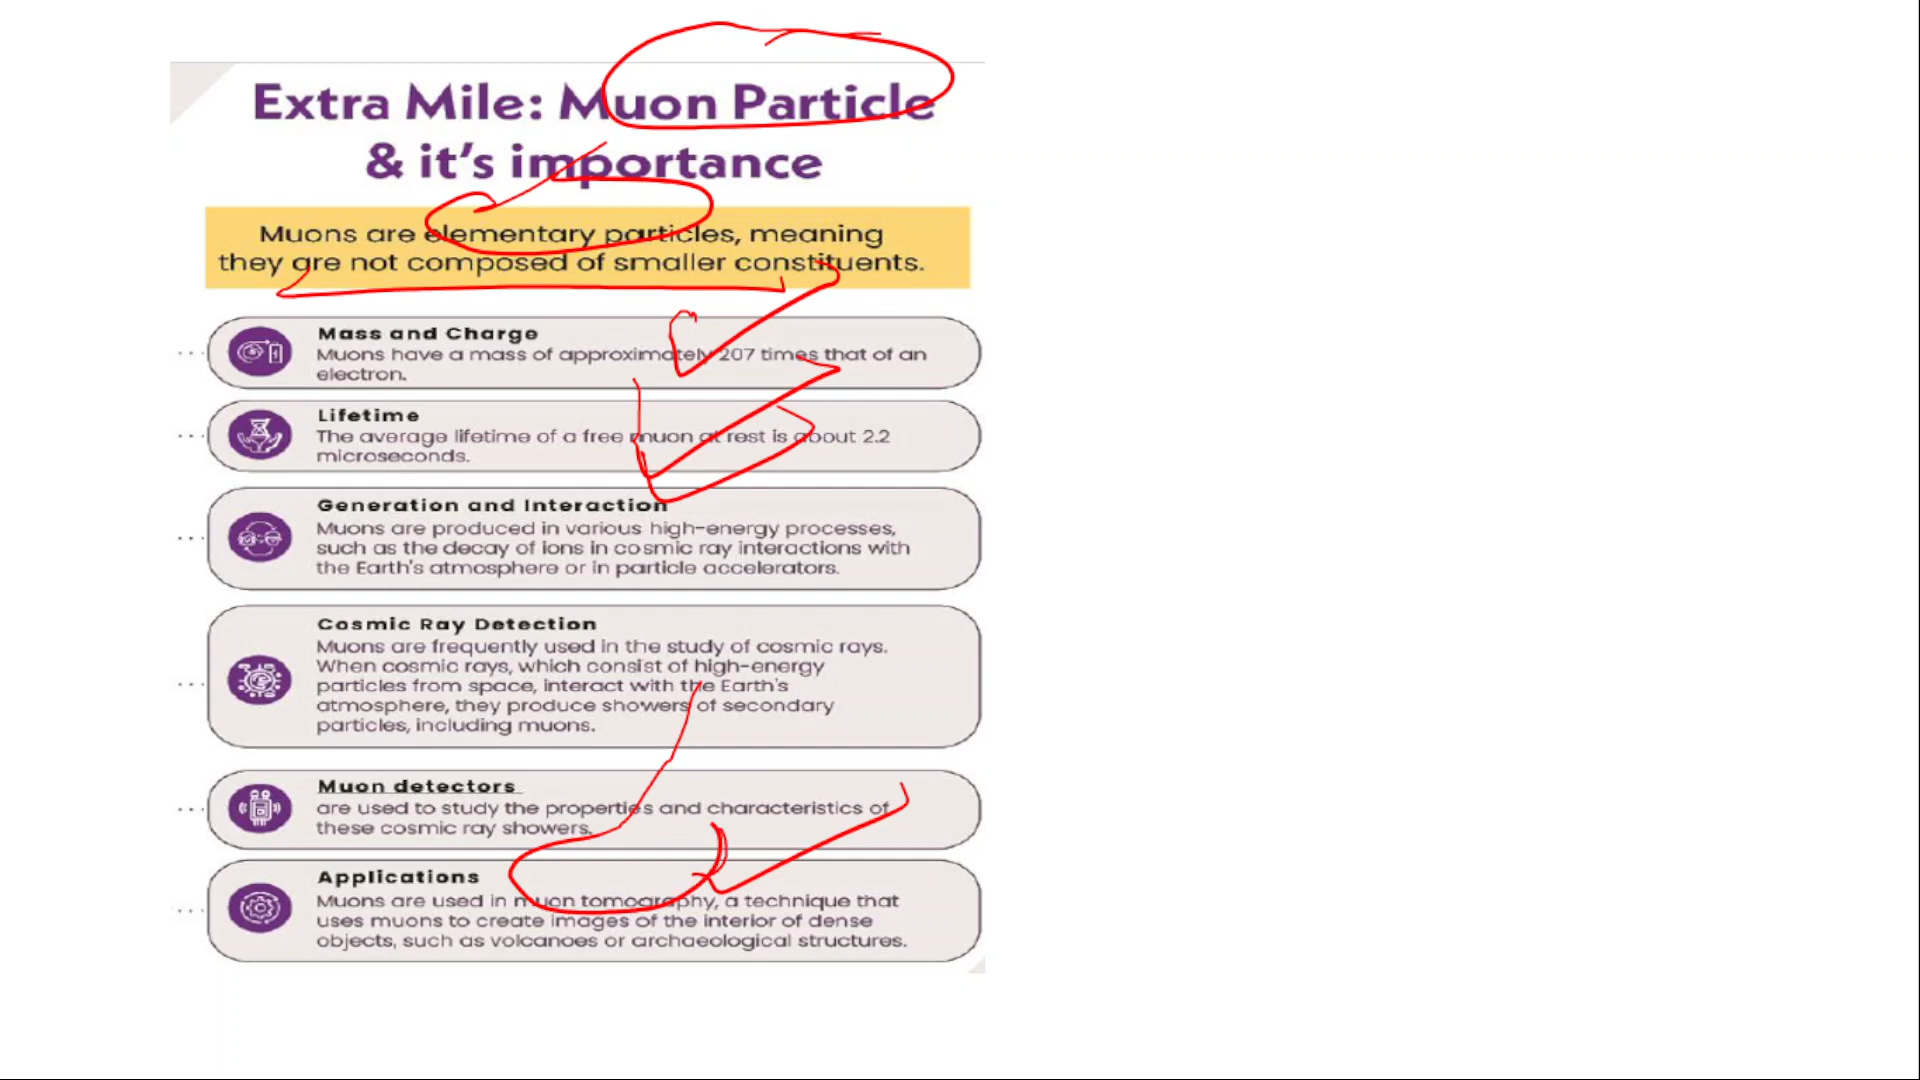 Extra Mile: Muon Particle
& it's importance
Muons are elementary particles, meaning
they are not composed of smaller constituents.
Mass and Charge
Muons have a mass of approximately 207 times that of an
electron.
Lifetime
The average lifetime of a free muon at rest is about 2.2
microseconds.
Generation and Interaction
Muons are produced in various high-energy processes,
such as the decay of ions in cosmic ray interactions with
the Earth's atmosphere or in particle accelerators.
Cosmic Ray Detection
Muons are frequently used in the study of cosmic rays.
When cosmic rays, which consist of high-energy
particles from space, interact with the Earth's
atmosphere, they produce showers of secondary
particles, including muons.
Muon detectors
are used to study the properties and characteristics of
these cosmic ray showers.
Applications
Muons are used in muon tomography, a technique that
uses muons to create images of the interior of dense
objects, such as volcanoes or archaeological structures.